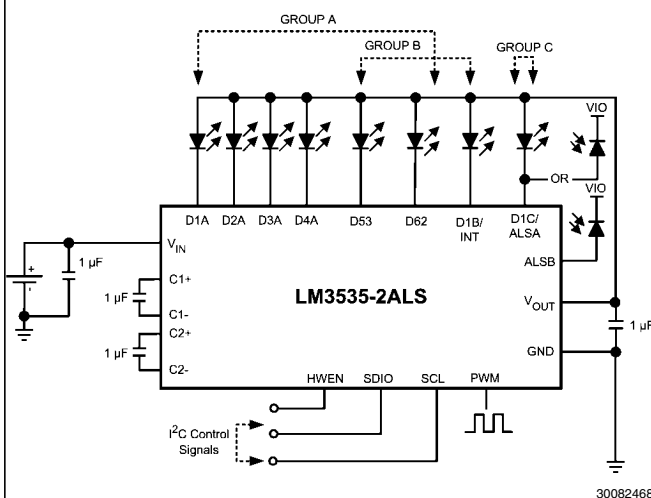 GROUP A
GROUP B
GROUP C
VIO
OR
VIO
D1A
D2A
D3A
D4A
D53
D62
D1B/
INT
D1C/
ALSA
VIN
1 µF
+
-
ALSB
C1+
1 µF
C1-
LM3535-2ALS
VOUT
C2+
1 µF
1 µF
C2-
GND
HWEN
SDIO
SCL
PWM
I2C Control
Signals
30082468